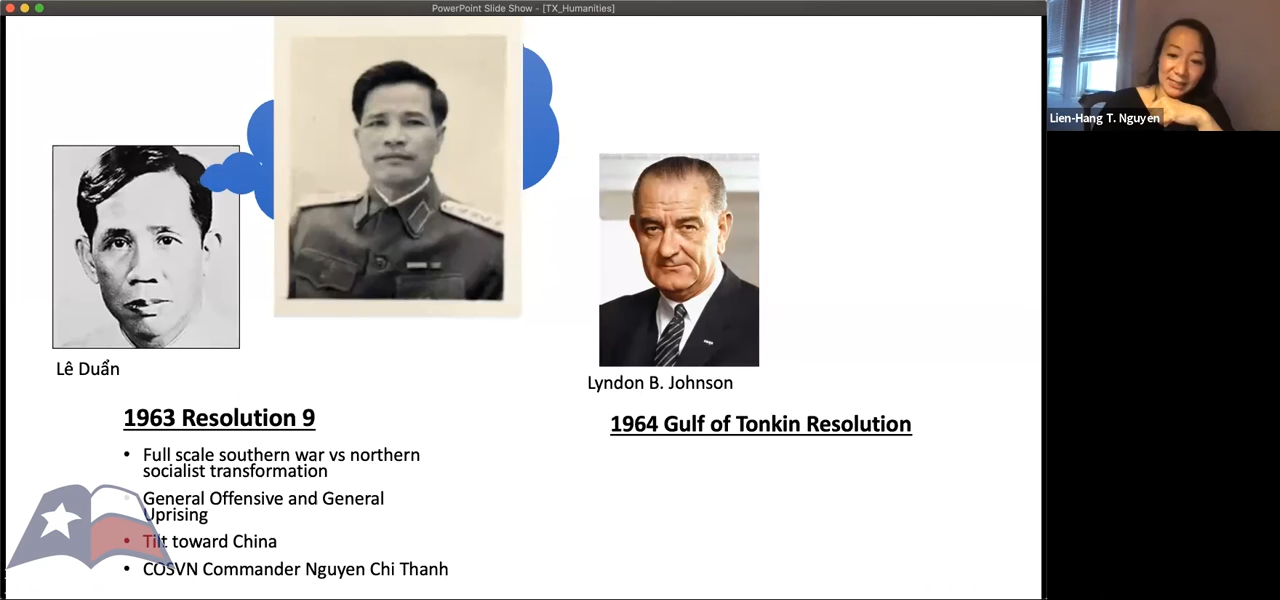 PowerPoint Slide Show - [TX_Humanities]
Lien-Hang T. Nguyen
Lê Duẩn
Lyndon B. Johnson
1963 Resolution 9
• Full scale southern war vs northern
socialist transformation
• General Offensive and General
Uprising
• Tilt toward China
• COSVN Commander Nguyen Chi Thanh
1964 Gulf of Tonkin Resolution